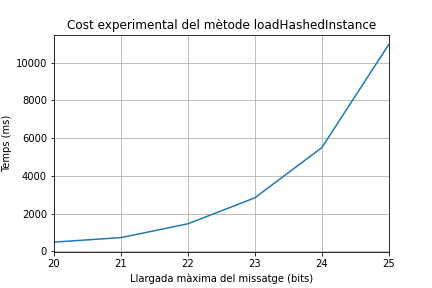 Cost experimental del mètode loadHashedInstance
10000
8000
6000
4000
2000
0
Temps (ms)
20 21 22 23 24 25
Llargada màxima del missatge (bits)